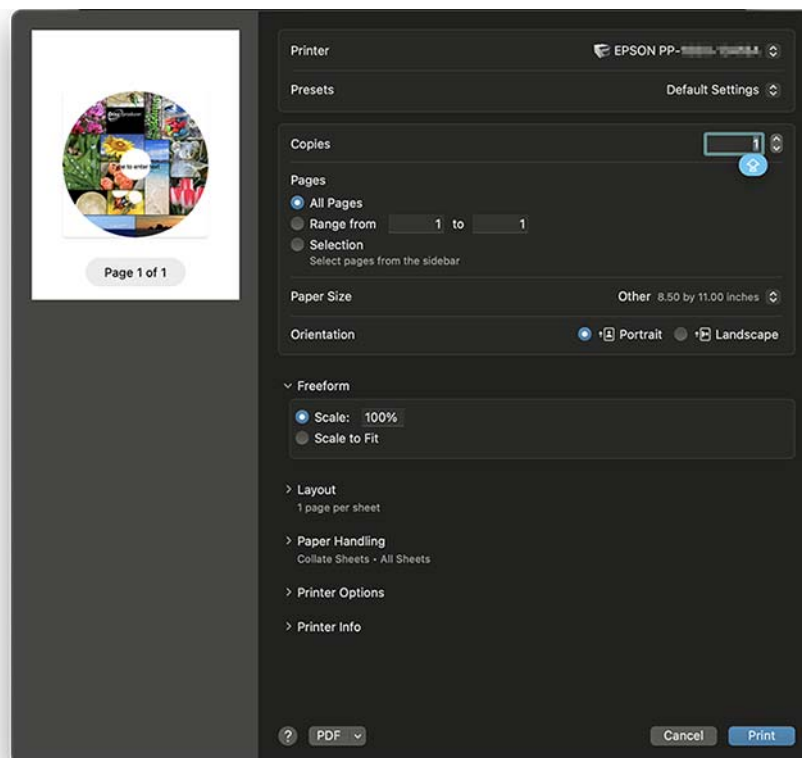 Printer
EPSON PP-
Presets
Default Settings
Copies
1
Pages
All Pages
Range from 1 to 1
Selection
Select pages from the sidebar
Page 1 of 1
Paper Size
Other 8.50 by 11.00 inches
Orientation
Portrait Landscape
Freeform
Scale: 100%
Scale to Fit
Layout
1 page per sheet
Paper Handling
Collate Sheets • All Sheets
Printer Options
Printer Info
? PDF
Cancel Print